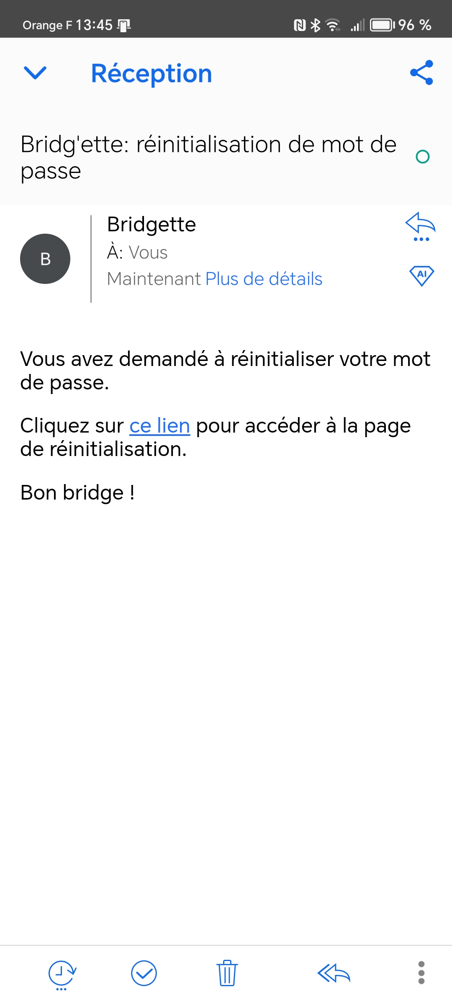 Orange F 13:45 96 %
Réception
Bridg'ette: réinitialisation de mot de
passe
B
Bridgette
À: Vous
Maintenant Plus de détails
AI
Vous avez demandé à réinitialiser votre mot
de passe.
Cliquez sur ce lien pour accéder à la page
de réinitialisation.
Bon bridge !